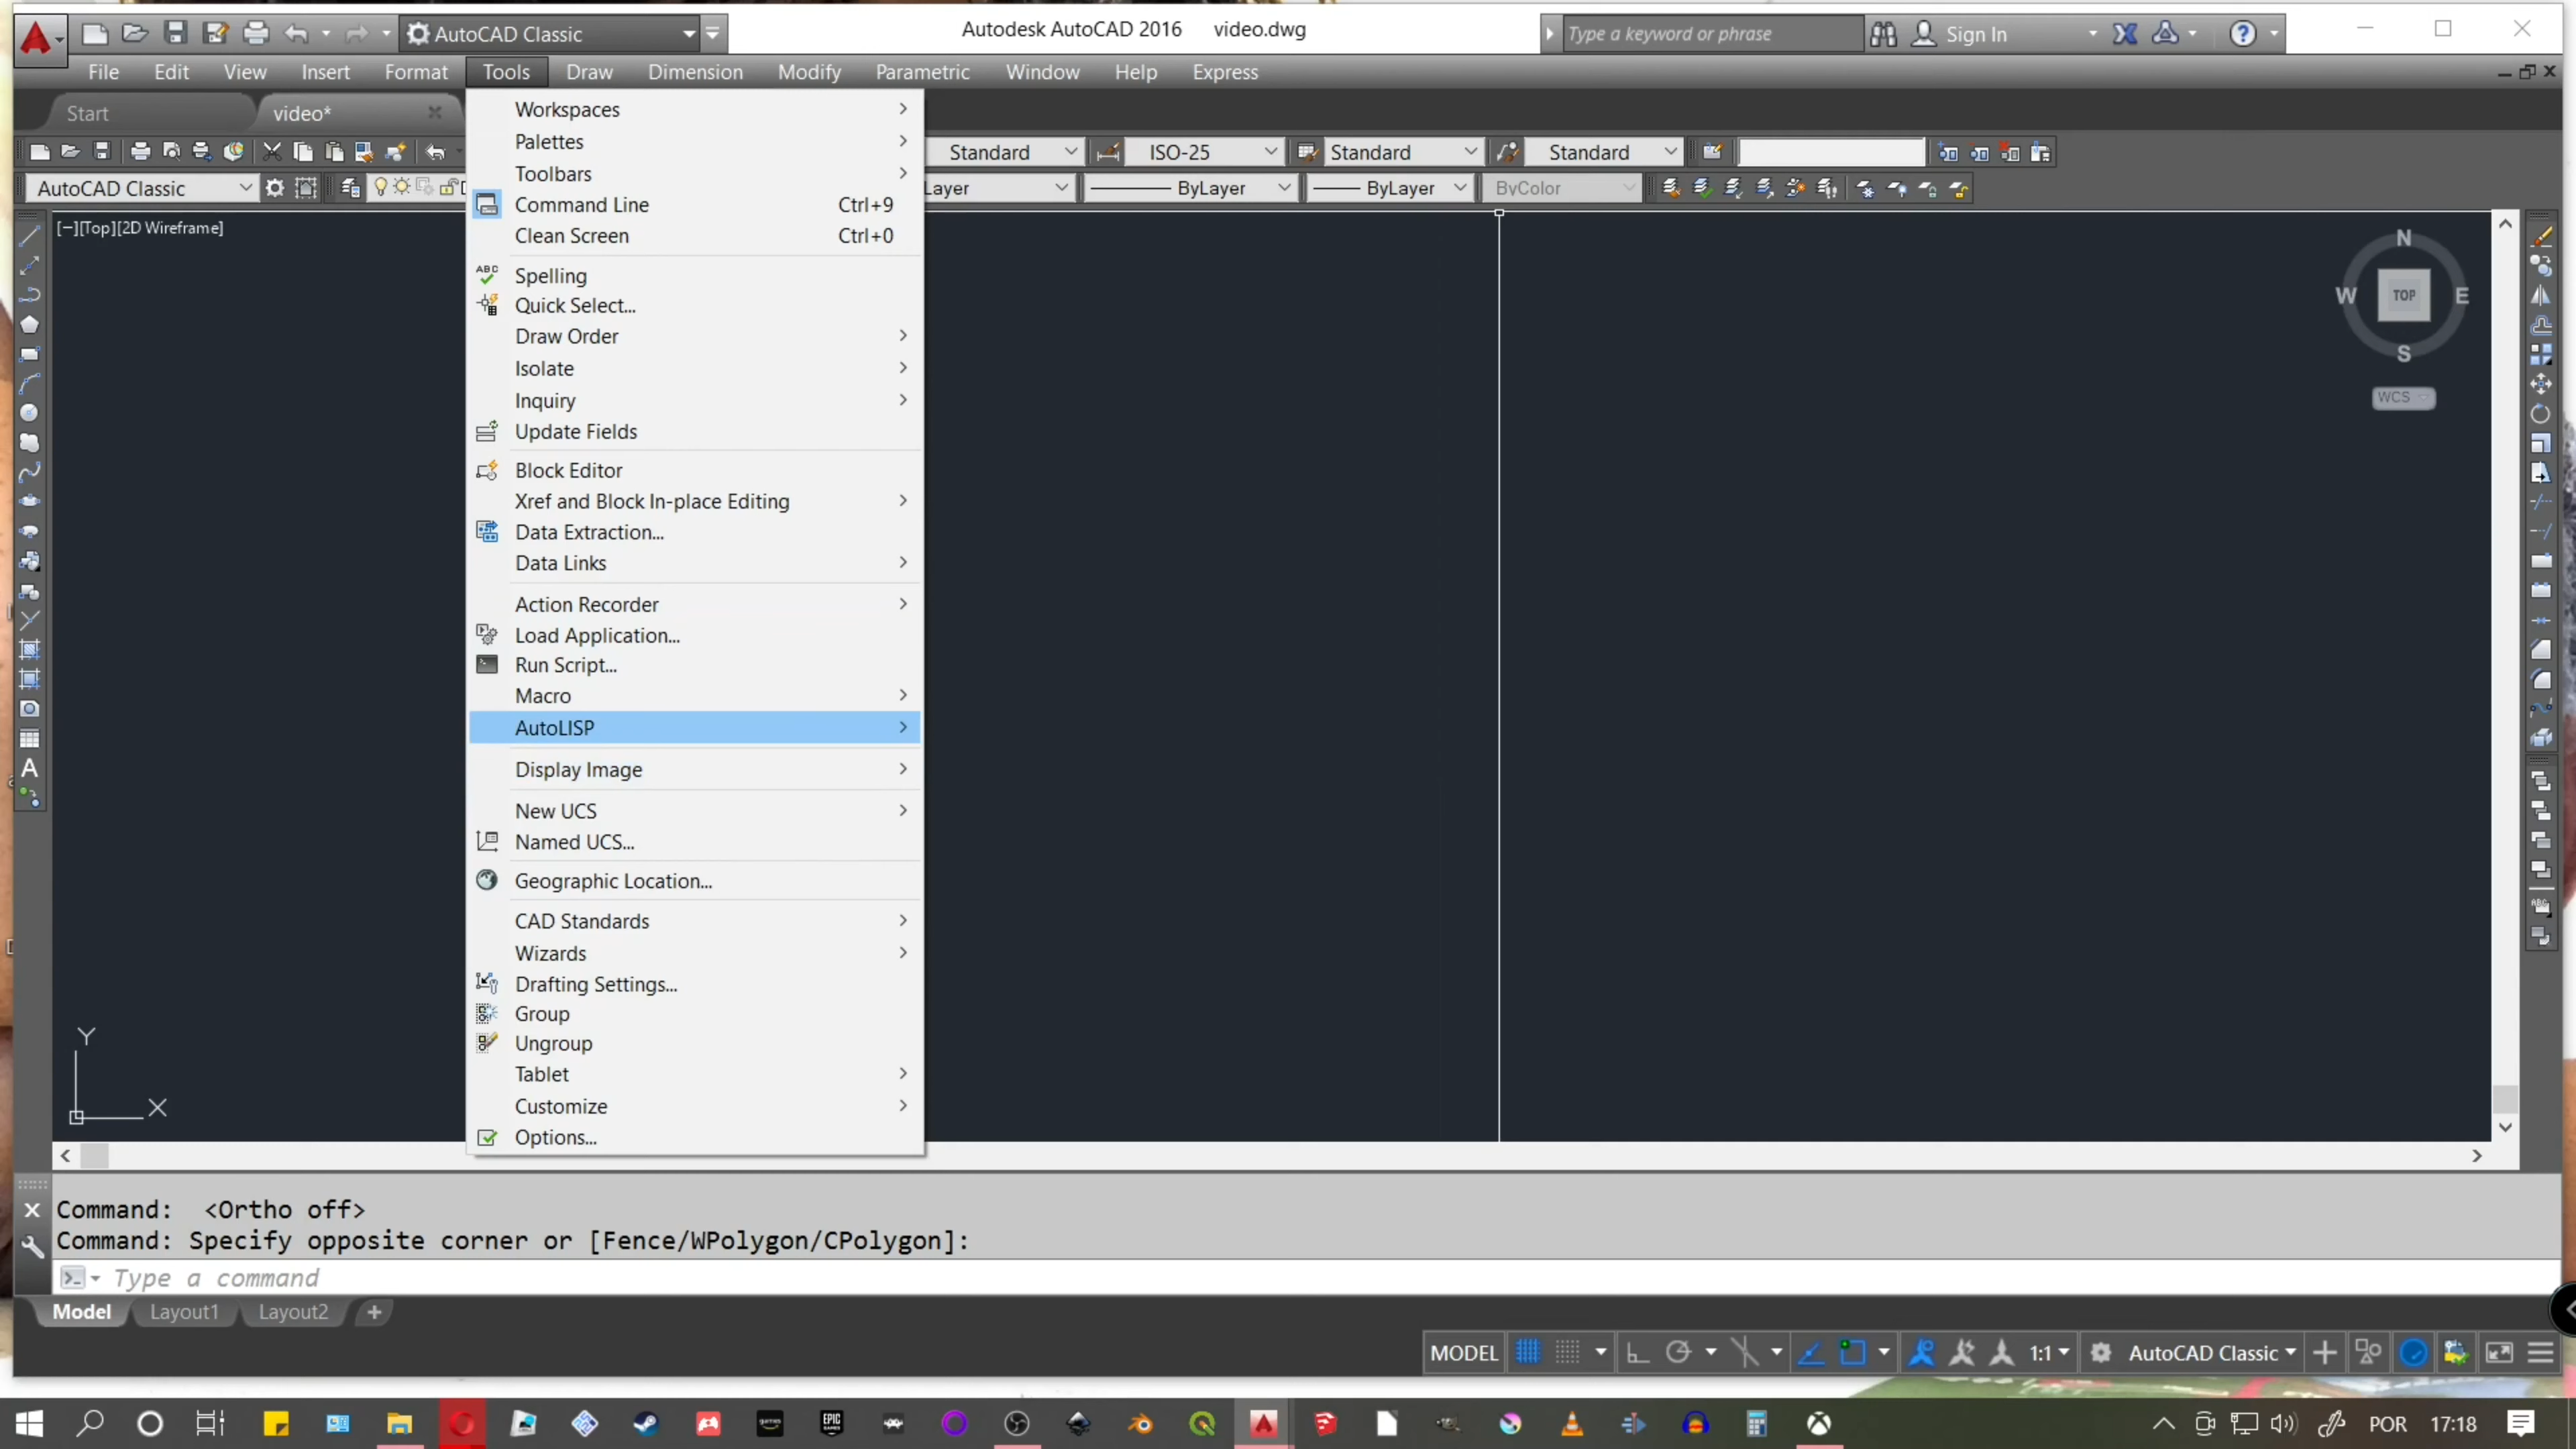 AutoCAD Classic
Autodesk AutoCAD 2016 video.dwg
Type a keyword or phrase
Sign In
File Edit View Insert Format Tools Draw Dimension Modify Parametric Window Help Express
Start
video*
Standard ISO-25 Standard Standard
AutoCAD Classic
Layer ByLayer ByLayer ByColor
[−][Top][2D Wireframe]
Workspaces
Palettes
Toolbars
Command Line Ctrl+9
Clean Screen Ctrl+0
ABC
Spelling
Quick Select...
Draw Order
Isolate
Inquiry
Update Fields
Block Editor
Xref and Block In-place Editing
Data Extraction...
Data Links
Action Recorder
Load Application...
Run Script...
Macro
AutoLISP
Display Image
New UCS
Named UCS...
Geographic Location...
CAD Standards
Wizards
Drafting Settings...
Group
Ungroup
Tablet
Customize
Options...
N
W TOP E
S
WCS
A
ABC
Y
X
Command: <Ortho off>
Command: Specify opposite corner or [Fence/WPolygon/CPolygon]:
Type a command
Model Layout1 Layout2 +
MODEL 1:1 AutoCAD Classic
EPIC GAMES
POR 17:18